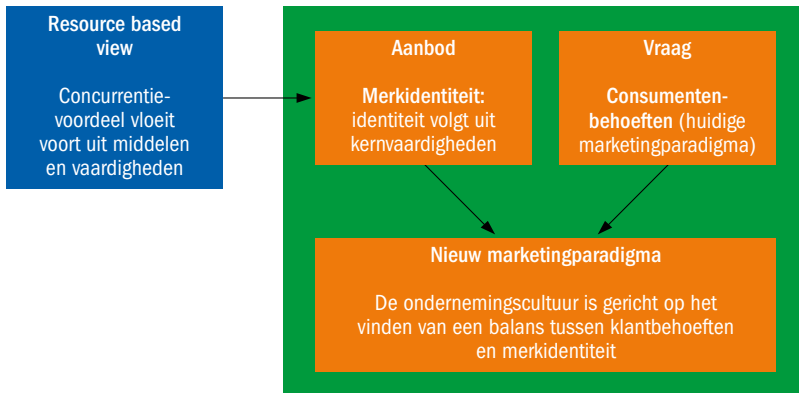 Resource based
view
Concurrentie-
voordeel vloeit
voort uit middelen
en vaardigheden
Aanbod
Merkidentiteit:
identiteit volgt uit
kernvaardigheden
Vraag
Consumenten-
behoeften (huidige
marketingparadigma)
Nieuw marketingparadigma
De ondernemingscultuur is gericht op het
vinden van een balans tussen klantbehoeften
en merkidentiteit